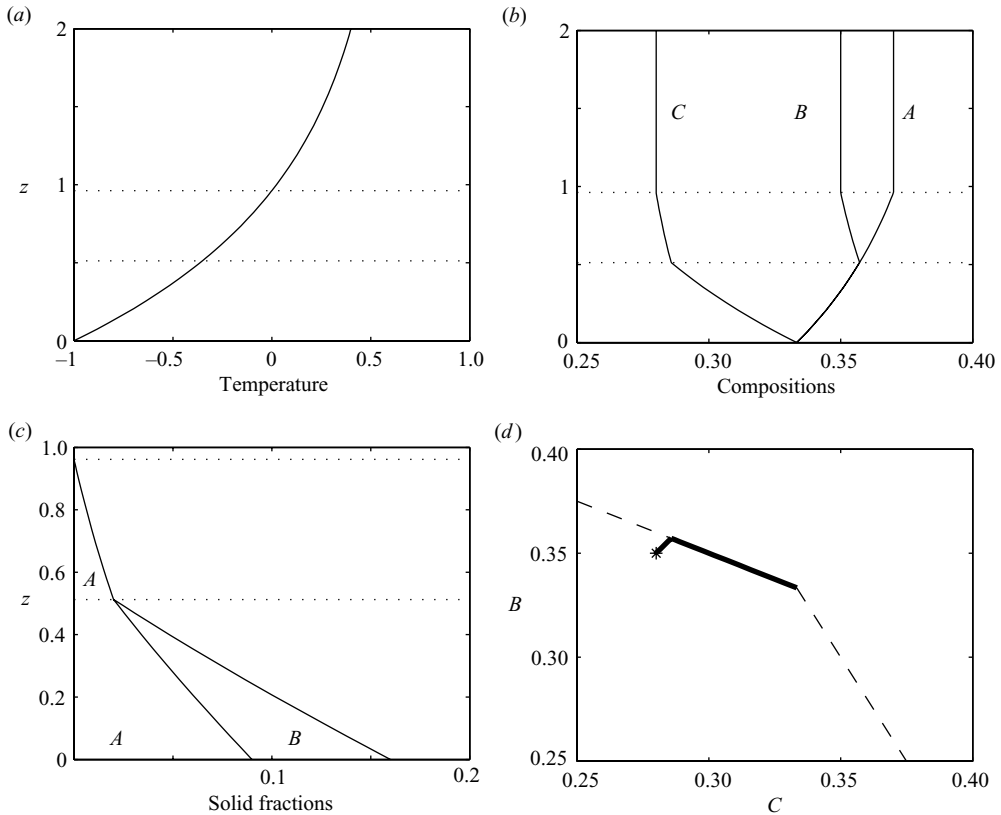 (a)
2
1
z
0
–1
–0.5
0
0.5
1.0
Temperature
(b)
2
C
B
A
1
0
0.25
0.30
0.35
0.40
Compositions
(c)
1.0
0.8
0.6
A
z
0.4
0.2
A
B
0
0.1
0.2
Solid fractions
(d)
0.40
0.35
B
0.30
0.25
0.25
0.30
0.35
0.40
C